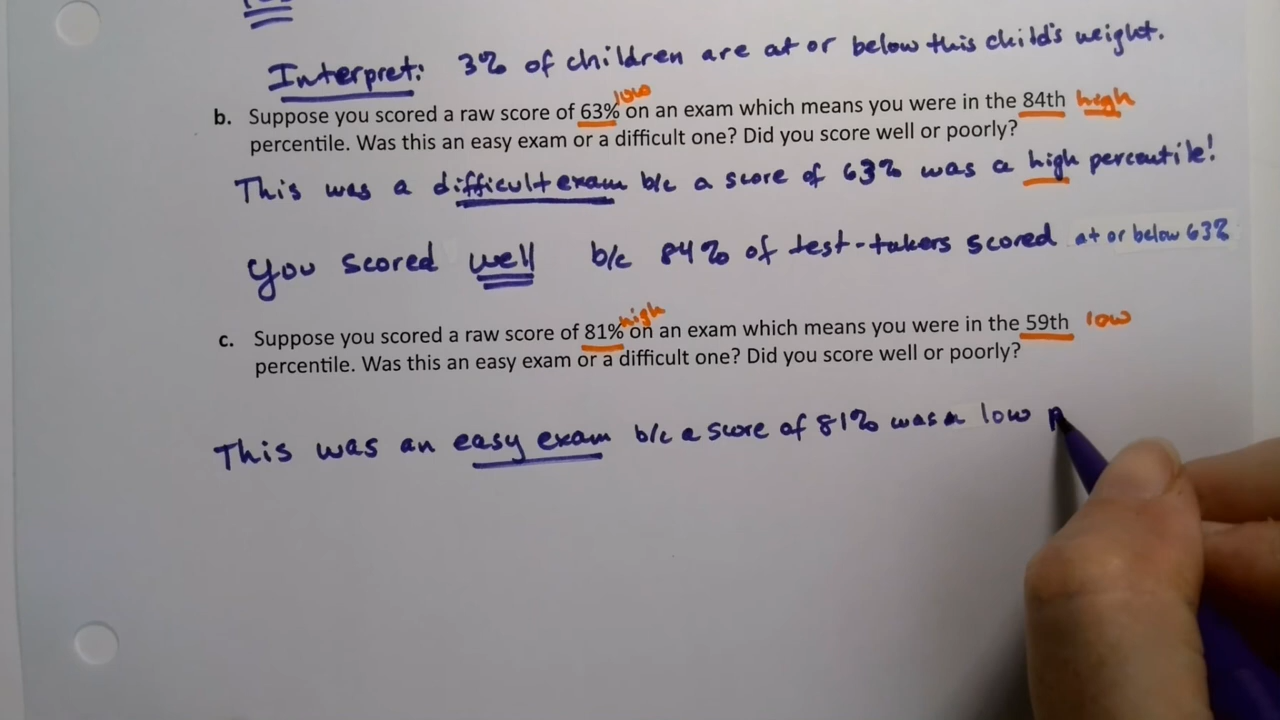 Interpret: 3% of children are at or below this child's weight.
low
b. Suppose you scored a raw score of 63% on an exam which means you were in the 84th high
percentile. Was this an easy exam or a difficult one? Did you score well or poorly?
This was a difficult exam b/c a score of 63% was a high percentile!
You scored well b/c 84% of test-takers scored at or below 63%
high
c. Suppose you scored a raw score of 81% on an exam which means you were in the 59th low
percentile. Was this an easy exam or a difficult one? Did you score well or poorly?
This was an easy exam b/c a score of 81% was a low p